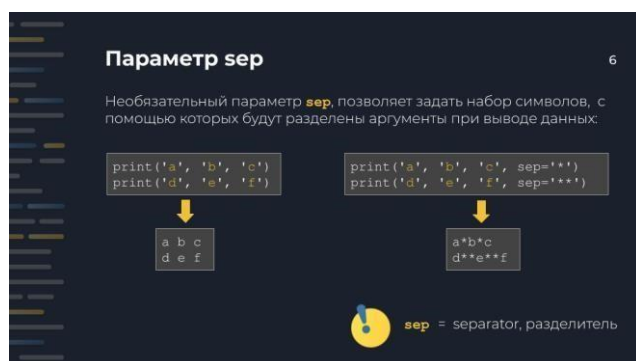 Параметр sep
6
Необязательный параметр sep, позволяет задать набор символов, с
помощью которых будут разделены аргументы при выводе данных:
print('a', 'b', 'c')
print('d', 'e', 'f')
a b c
d e f
print('a', 'b', 'c', sep='*')
print('d', 'e', 'f', sep='**')
a*b*c
d**e**f
sep = separator, разделитель